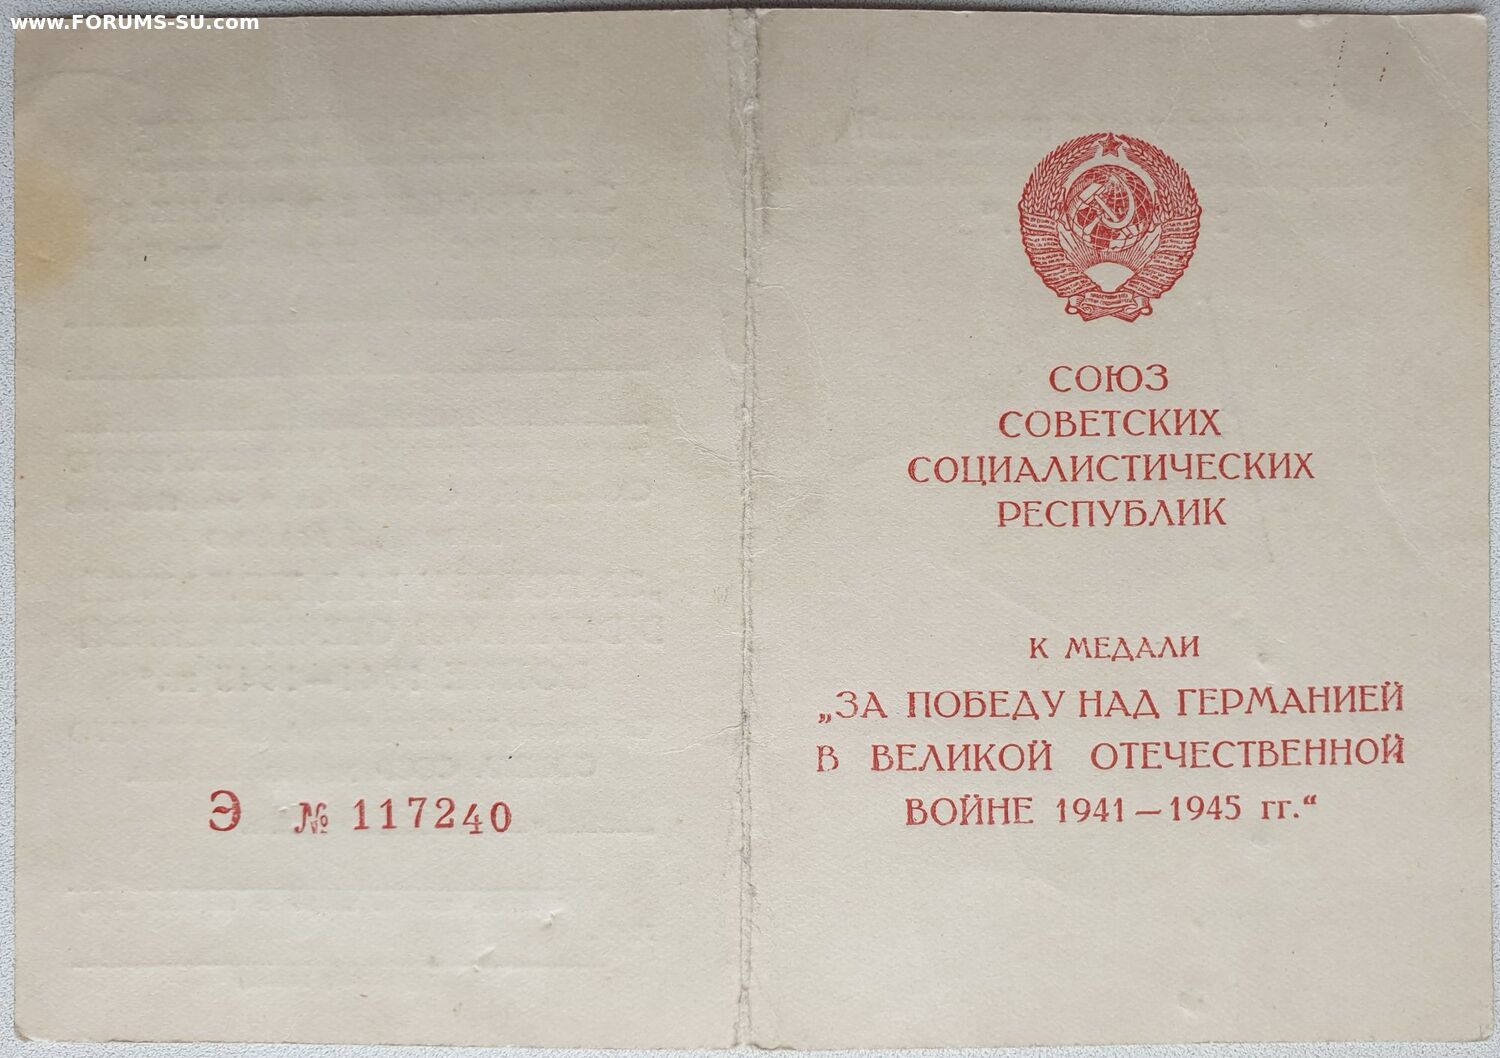 www.FORUMS-SU.com
Э № 117240
СОЮЗ
СОВЕТСКИХ
СОЦИАЛИСТИЧЕСКИХ
РЕСПУБЛИК
К МЕДАЛИ
„ЗА ПОБЕДУ НАД ГЕРМАНИЕЙ
В ВЕЛИКОЙ ОТЕЧЕСТВЕННОЙ
ВОЙНЕ 1941—1945 гг.“